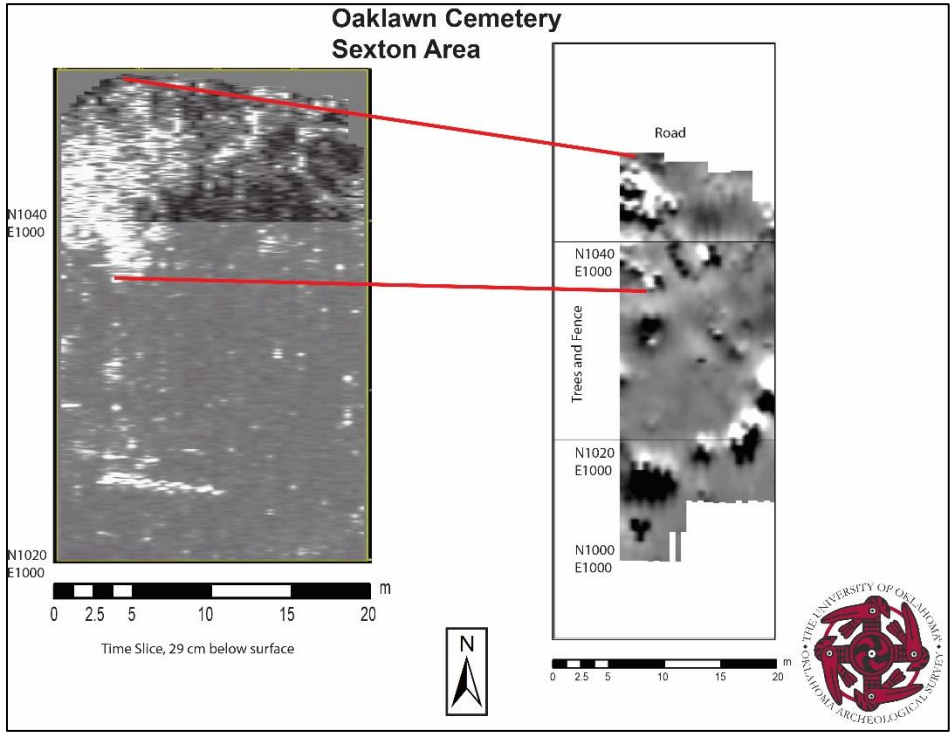 Oaklawn Cemetery
Sexton Area
N1040
E1000
N1020
E1000
m
0 2.5 5 10 15 20
Time Slice, 29 cm below surface
N
Road
N1040
E1000
Trees and Fence
N1020
E1000
N1000
E1000
m
0 2.5 5 10 15 20
THE UNIVERSITY OF OKLAHOMA
OKLAHOMA ARCHEOLOGICAL SURVEY